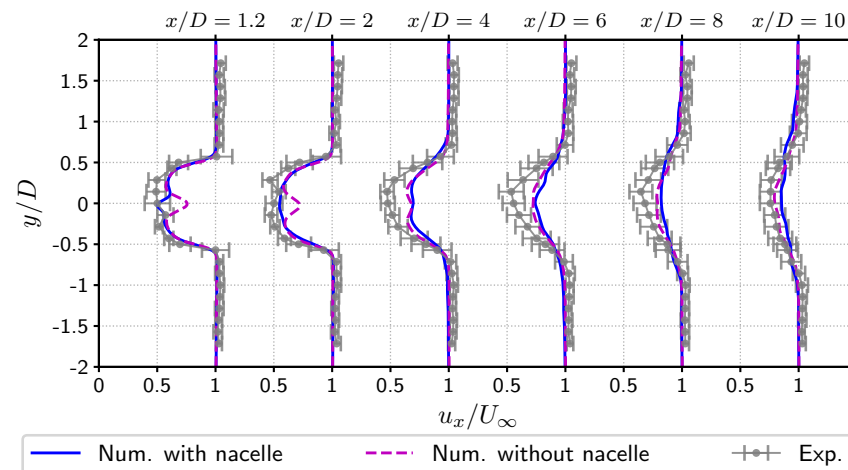 x/D = 1.2 x/D = 2 x/D = 4 x/D = 6 x/D = 8 x/D = 10
2
1.5
1
0.5
0
-0.5
-1
-1.5
-2
y/D
0 0.5 1 0.5 1 0.5 1 0.5 1 0.5 1 0.5 1
u_x/U_∞
Num. with nacelle Num. without nacelle Exp.